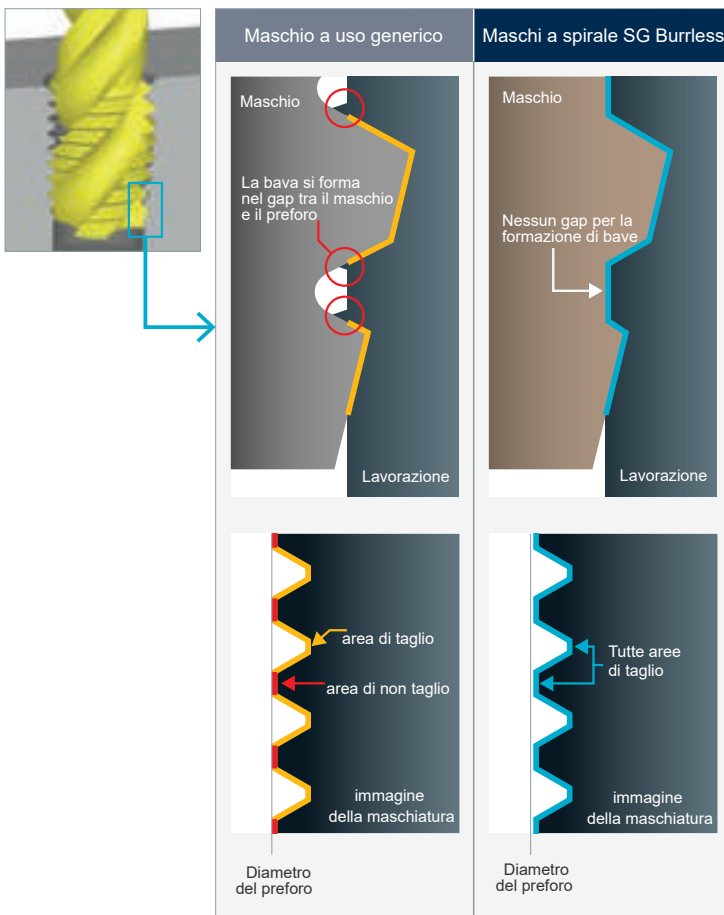 Maschio a uso generico
Maschi a spirale SG Burrless
Maschio
La bava si forma
nel gap tra il maschio
e il preforo
Lavorazione
Maschio
Nessun gap per la
formazione di bave
Lavorazione
area di taglio
area di non taglio
immagine
della maschiatura
Diametro
del preforo
Tutte aree
di taglio
immagine
della maschiatura
Diametro
del preforo